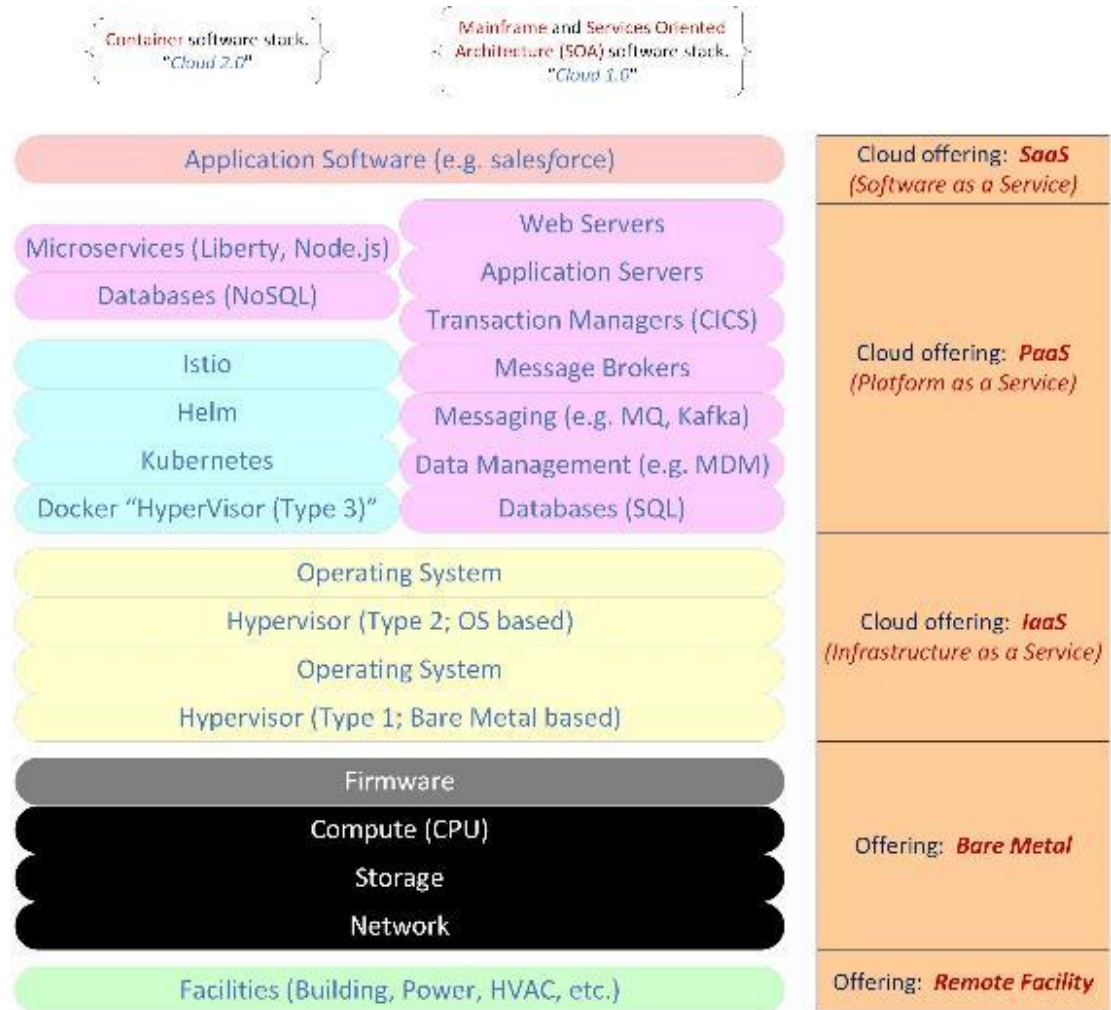 Container software stack.
"Cloud 2.0"
Mainframe and Services Oriented
Architecture (SOA) software stack.
"Cloud 1.0"
Application Software (e.g. salesforce)
Cloud offering: SaaS
(Software as a Service)
Microservices (Liberty, Node.js)
Databases (NoSQL)
Istio
Helm
Kubernetes
Docker “HyperVisor (Type 3)”
Web Servers
Application Servers
Transaction Managers (CICS)
Message Brokers
Messaging (e.g. MQ, Kafka)
Data Management (e.g. MDM)
Databases (SQL)
Cloud offering: PaaS
(Platform as a Service)
Operating System
Hypervisor (Type 2; OS based)
Operating System
Hypervisor (Type 1; Bare Metal based)
Cloud offering: IaaS
(Infrastructure as a Service)
Firmware
Compute (CPU)
Storage
Network
Offering: Bare Metal
Facilities (Building, Power, HVAC, etc.)
Offering: Remote Facility